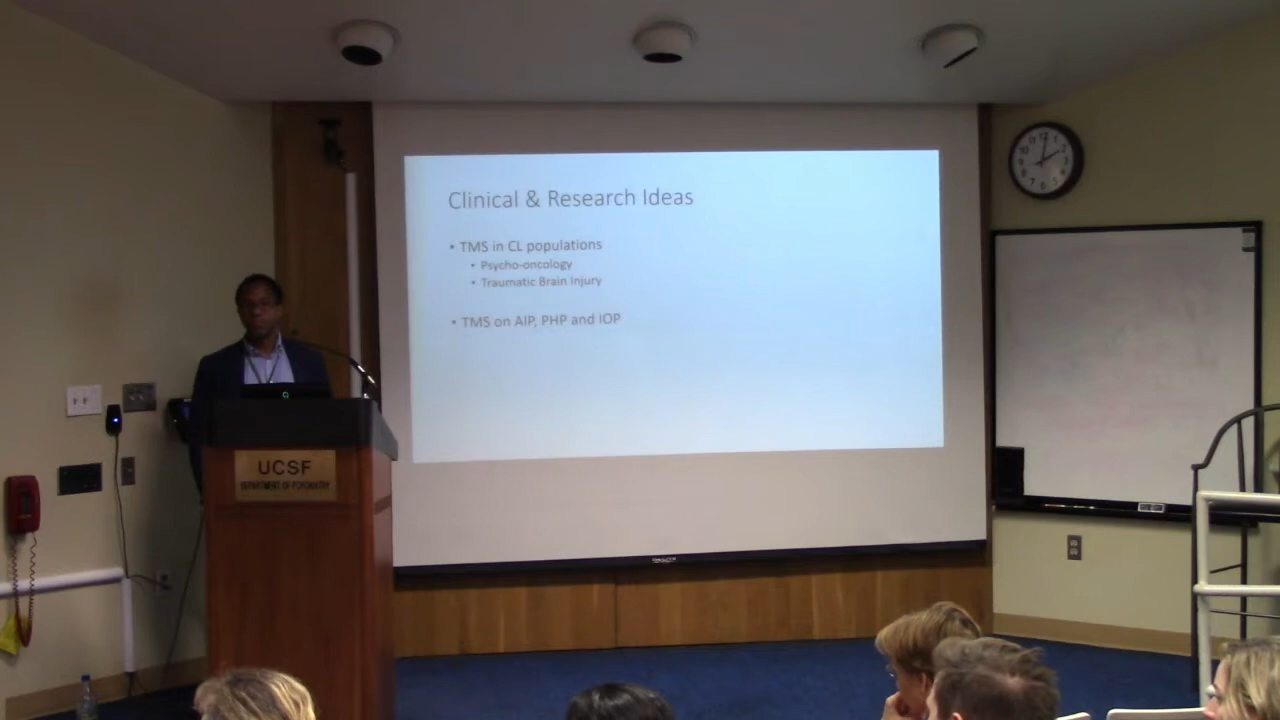 Clinical & Research Ideas
• TMS in CL populations
• Psycho-oncology
• Traumatic Brain Injury
• TMS on AIP, PHP and IOP
UCSF
DEPARTMENT OF PSYCHIATRY